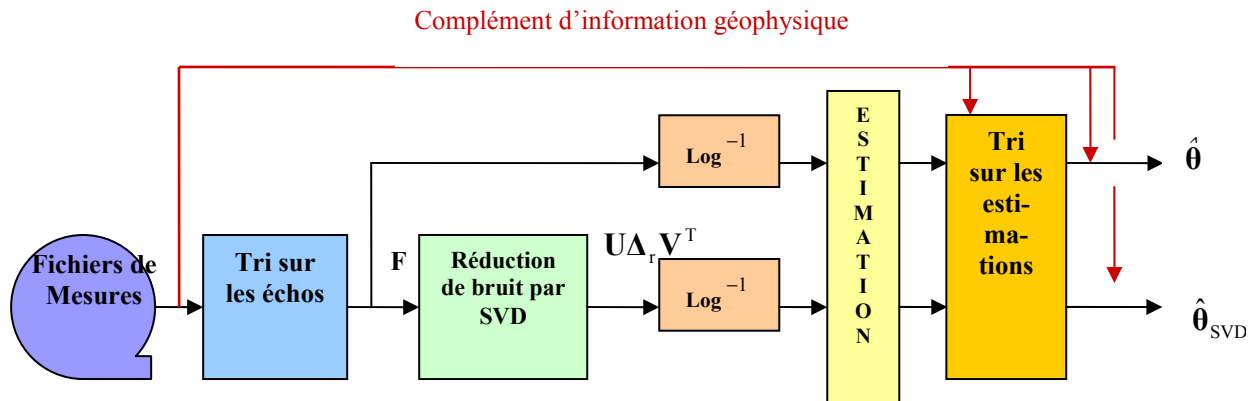 Complément d’information géophysique
Fichiers de
Mesures
Tri sur
les échos
F
Réduction
de bruit par
SVD
UΔrV^T
Log^−1
Log^−1
E
S
T
I
M
A
T
I
O
N
Tri
sur les
esti-
ma-
tions
θ̂
θ̂SVD